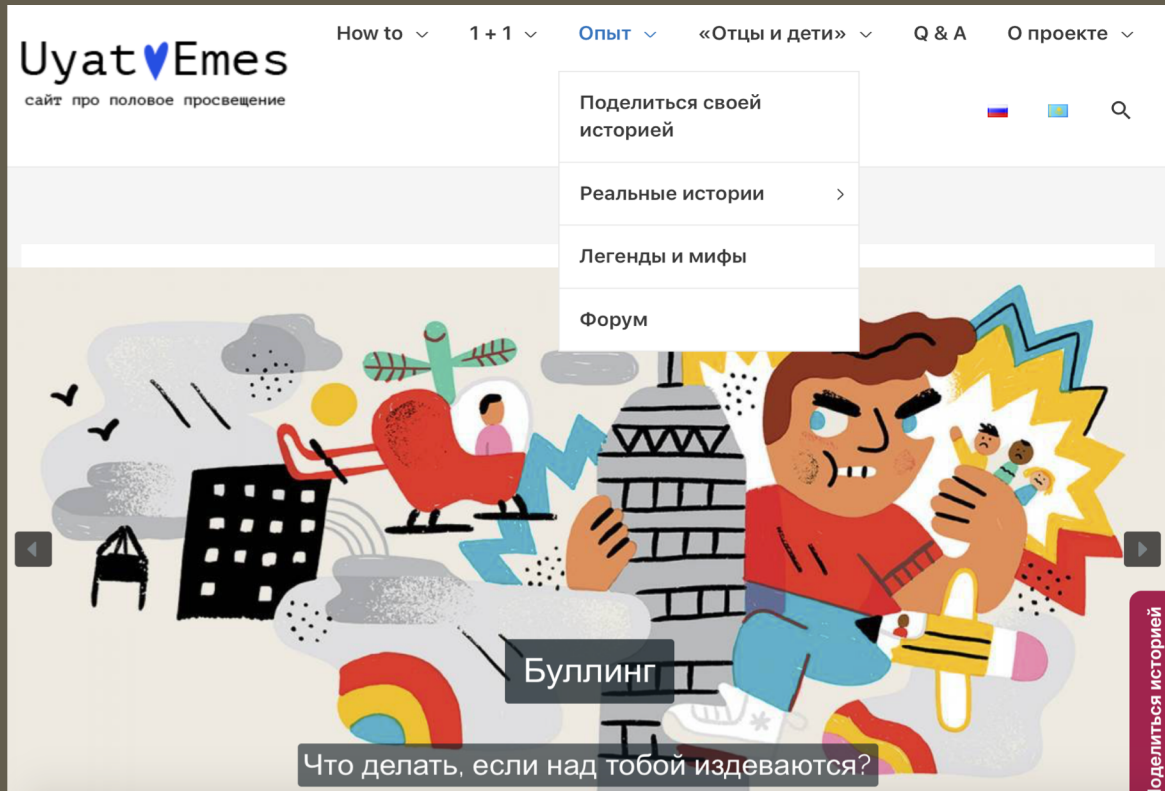 Uyat Emes
сайт про половое просвещение
How to
1 + 1
Опыт
«Отцы и дети»
Q & A
О проекте
Поделиться своей
историей
Реальные истории
Легенды и мифы
Форум
Буллинг
Что делать, если над тобой издеваются?
Поделиться историей